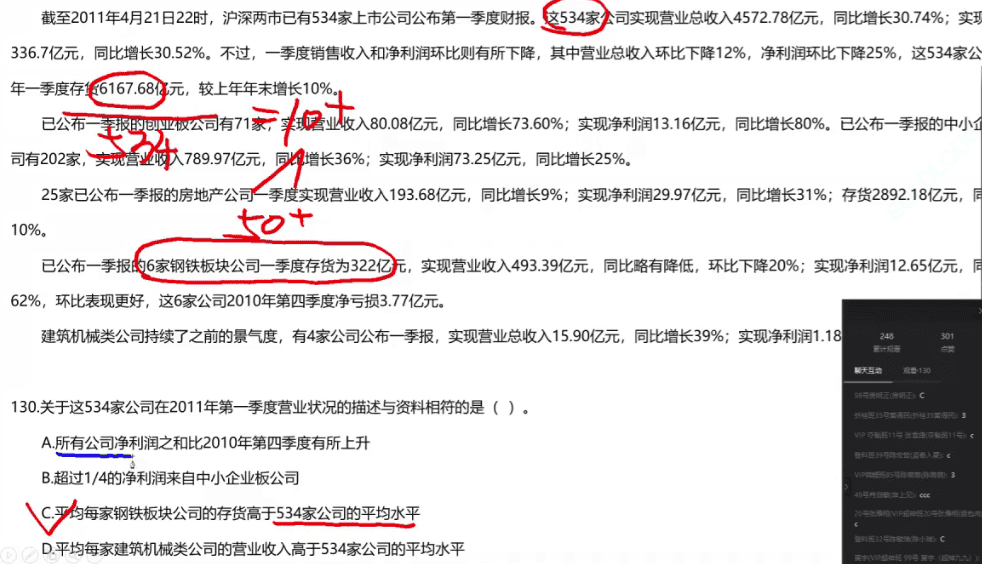 截至2011年4月21日22时，沪深两市已有534家上市公司公布第一季度财报。这534家公司实现营业总收入4572.78亿元，同比增长30.74%；实现
336.7亿元，同比增长30.52%。不过，一季度销售收入和净利润环比则有所下降，其中营业总收入环比下降12%，净利润环比下降25%，这534家公
年一季度存货6167.68亿元，较上年年末增长10%。
534
=10+
已公布一季报的创业板公司有71家，实现营业收入80.08亿元，同比增长73.60%；实现净利润13.16亿元，同比增长80%。已公布一季报的中小企
司有202家，实现营业收入789.97亿元，同比增长36%；实现净利润73.25亿元，同比增长25%。
25家已公布一季报的房地产公司一季度实现营业收入193.68亿元，同比增长9%；实现净利润29.97亿元，同比增长31%；存货2892.18亿元，同
10%。
50+
已公布一季报的6家钢铁板块公司一季度存货为322亿元，实现营业收入493.39亿元，同比略有降低，环比下降20%；实现净利润12.65亿元，同
62%，环比表现更好，这6家公司2010年第四季度净亏损3.77亿元。
建筑机械类公司持续了之前的景气度，有4家公司公布一季报，实现营业总收入15.90亿元，同比增长39%；实现净利润1.18
130.关于这534家公司在2011年第一季度营业状况的描述与资料相符的是（ ）。
A.所有公司净利润之和比2010年第四季度有所上升
B.超过1/4的净利润来自中小企业板公司
C.平均每家钢铁板块公司的存货高于534家公司的平均水平
D.平均每家建筑机械类公司的营业收入高于534家公司的平均水平
248 301
累计观看 点赞
聊天互动 观看·130